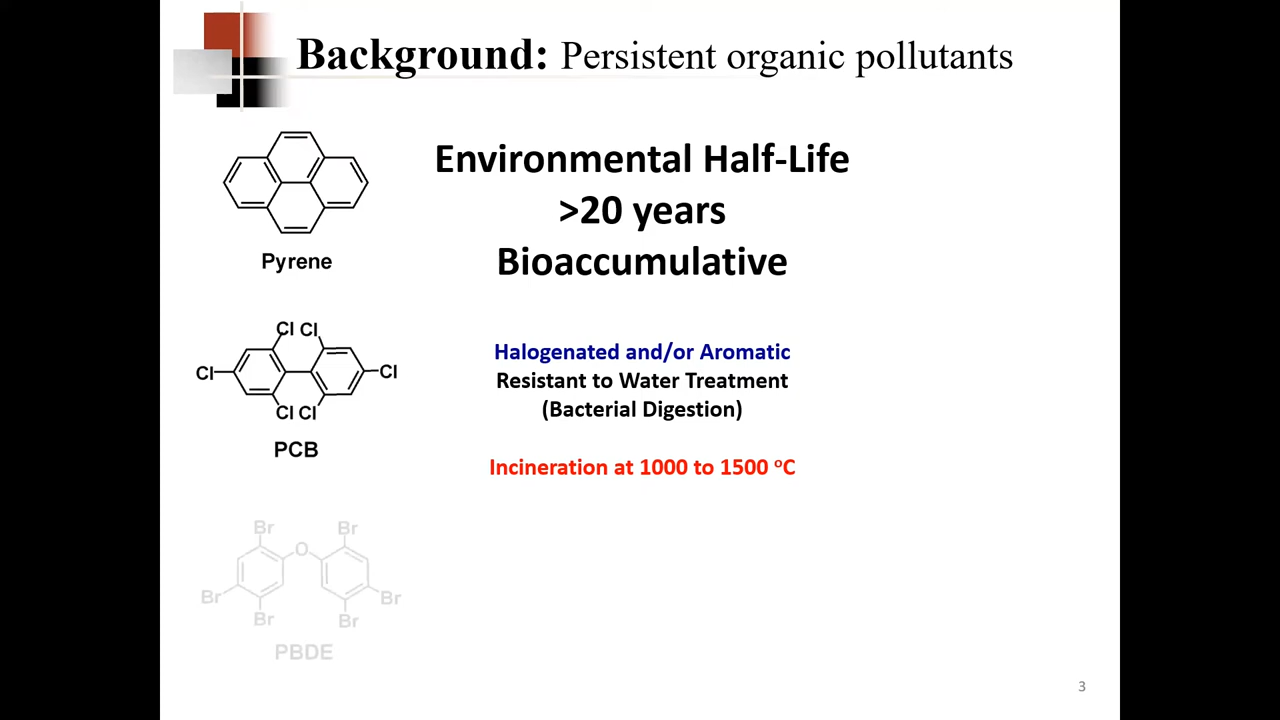 Background: Persistent organic pollutants
Environmental Half-Life
>20 years
Bioaccumulative
Pyrene
Cl Cl
Cl
Cl
Cl Cl
PCB
Halogenated and/or Aromatic
Resistant to Water Treatment
(Bacterial Digestion)
Incineration at 1000 to 1500 ºC
Br
Br
O
Br
Br
Br
Br
PBDE
3